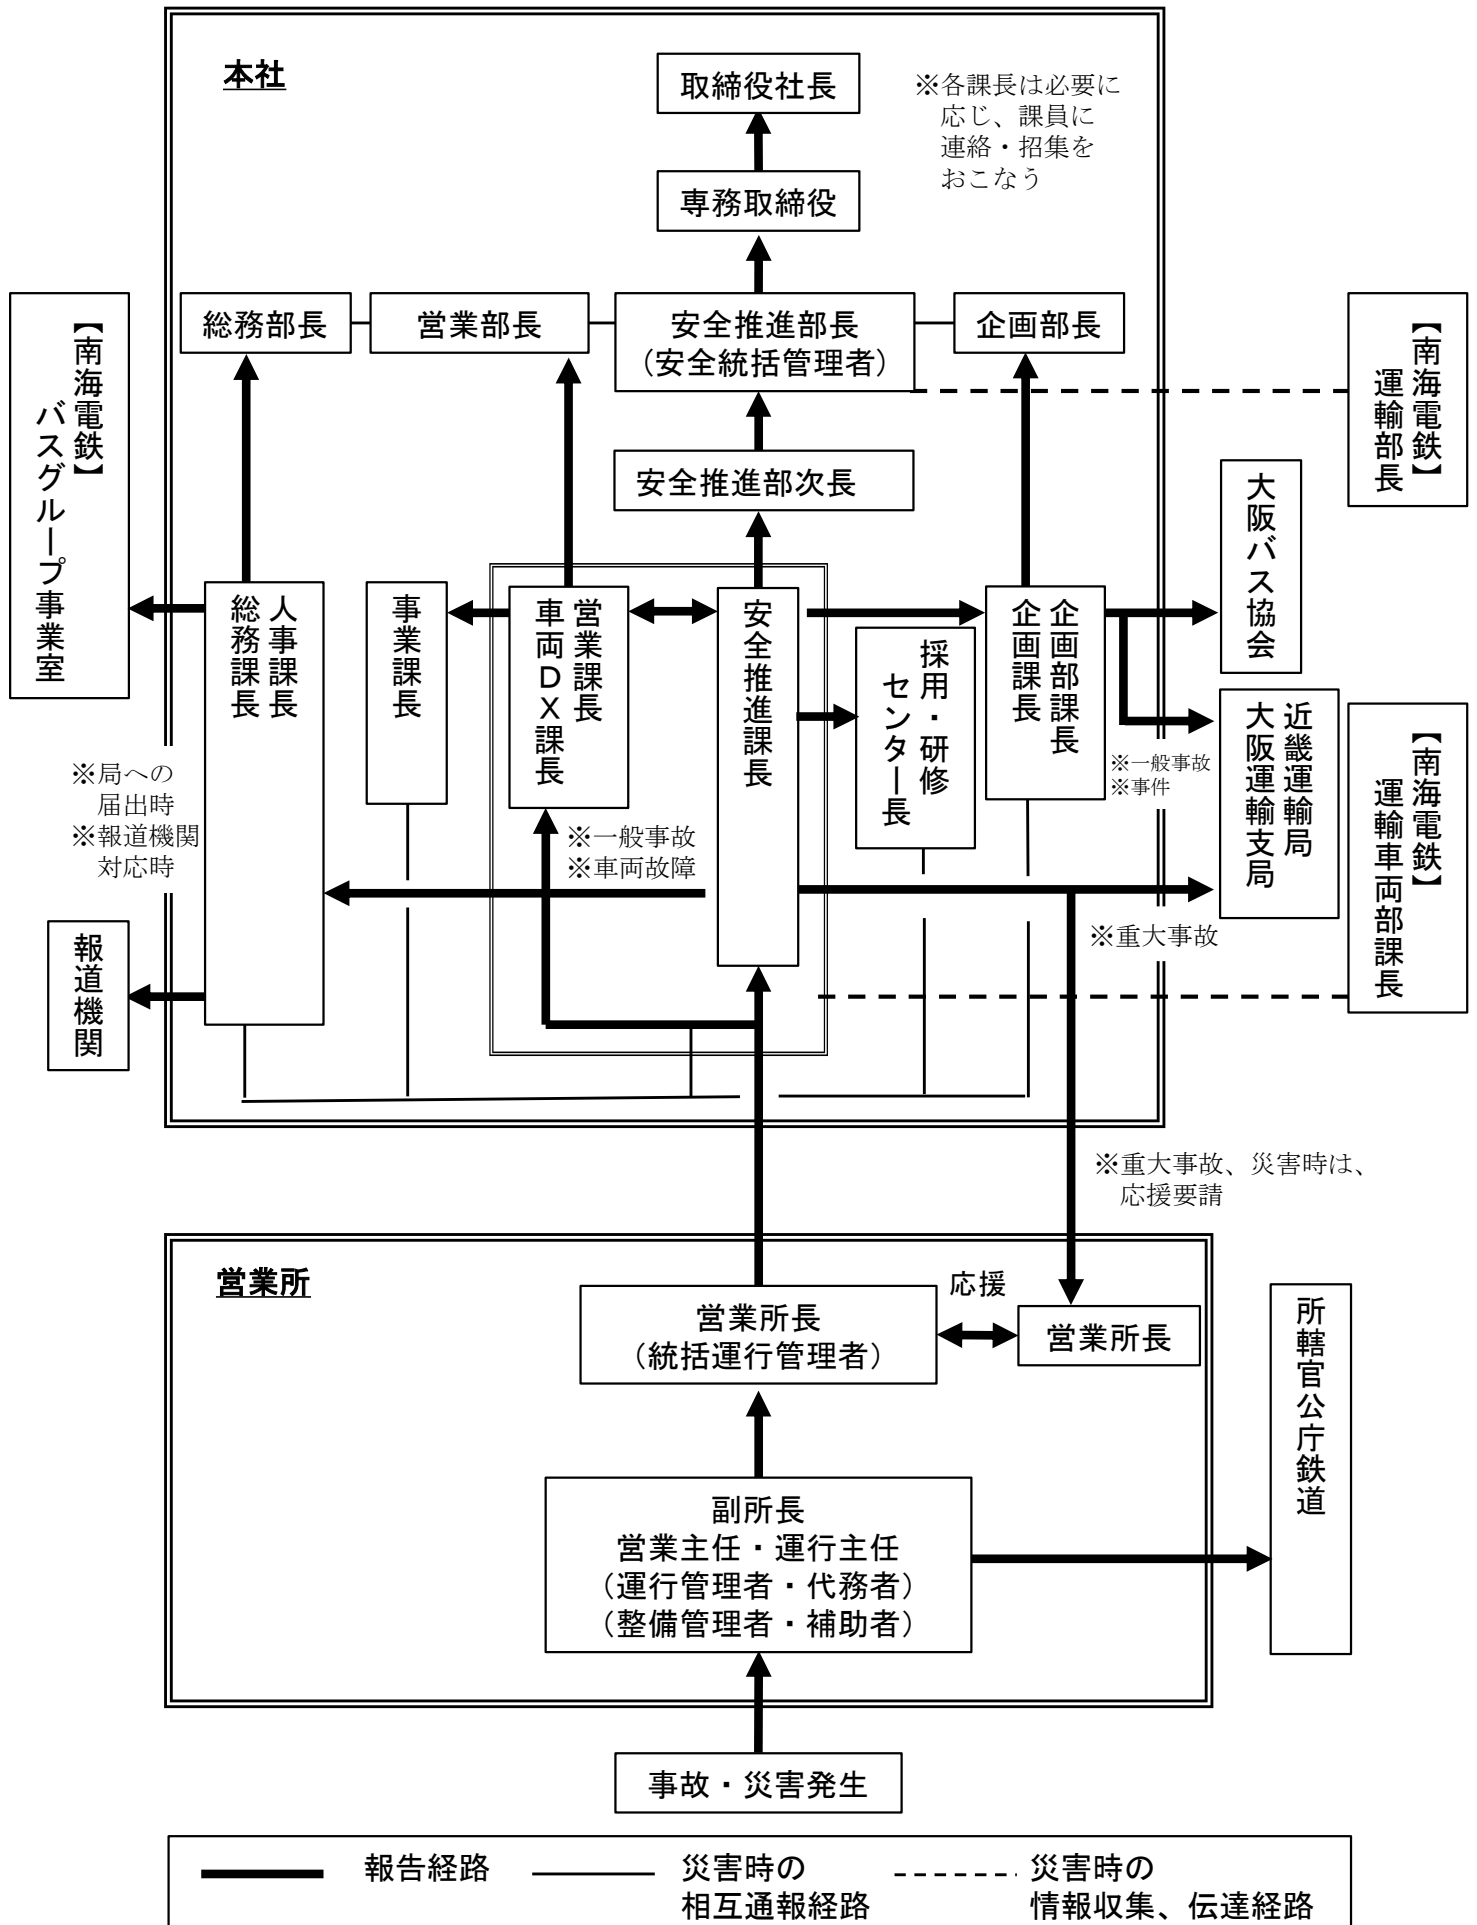 本社
取締役社長
※各課長は必要に
応じ、課員に
連絡・招集を
おこなう
専務取締役
総務部長
営業部長
安全推進部長
（安全統括管理者）
企画部長
【南海電鉄】
バスグループ事業室
【南海電鉄】
運輸部長
安全推進部次長
大阪バス協会
人事課長
総務課長
事業課長
営業課長
車両ＤＸ課長
安全推進課長
採用・研修
センター長
企画部課長
企画課長
近畿運輸局
大阪運輸支局
【南海電鉄】
運輸車両部課長
※局への
届出時
※報道機関
対応時
※一般事故
※事件
※一般事故
※車両故障
※重大事故
報道機関
※重大事故、災害時は、
応援要請
営業所
営業所長
（統括運行管理者）
応援
営業所長
所轄官公庁鉄道
副所長
営業主任・運行主任
（運行管理者・代務者）
（整備管理者・補助者）
事故・災害発生
報告経路
災害時の
相互通報経路
災害時の
情報収集、伝達経路